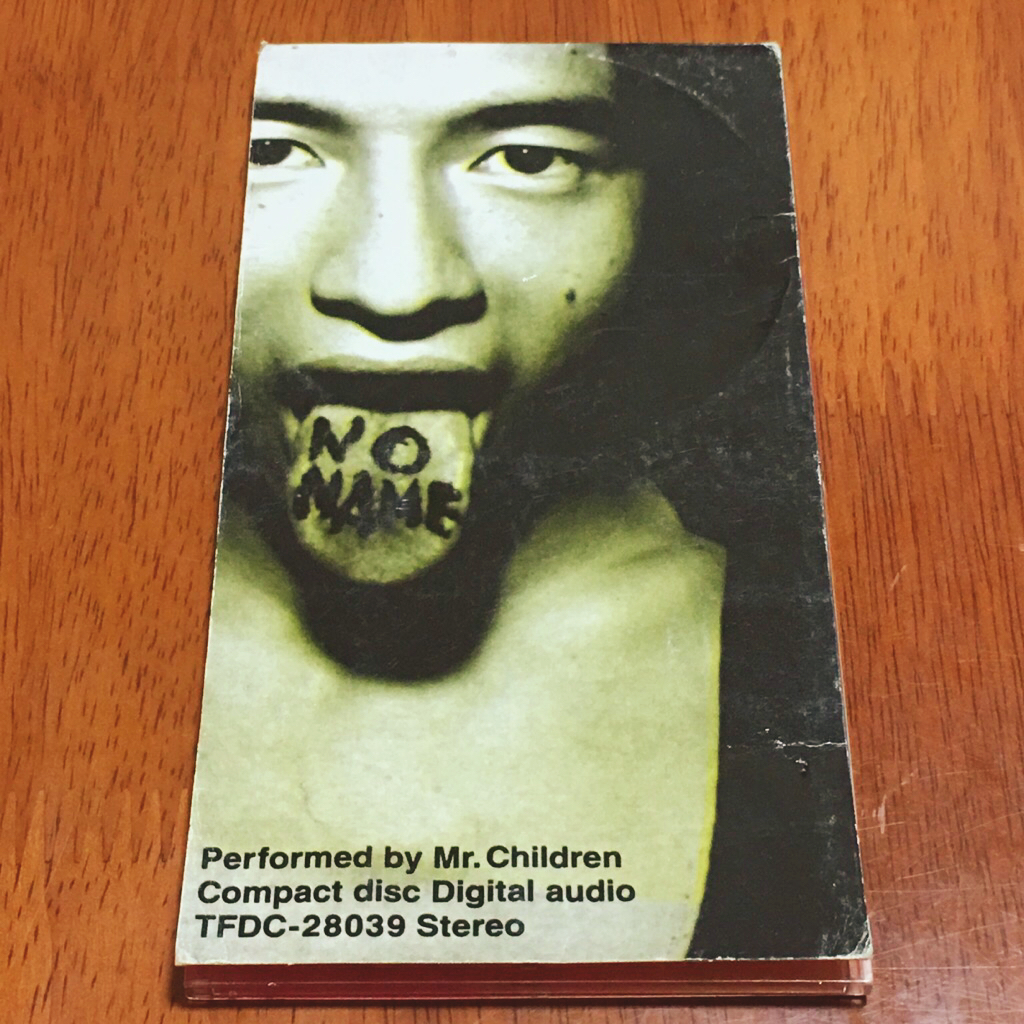 NO
NAME
Performed by Mr. Children
Compact disc Digital audio
TFDC-28039 Stereo